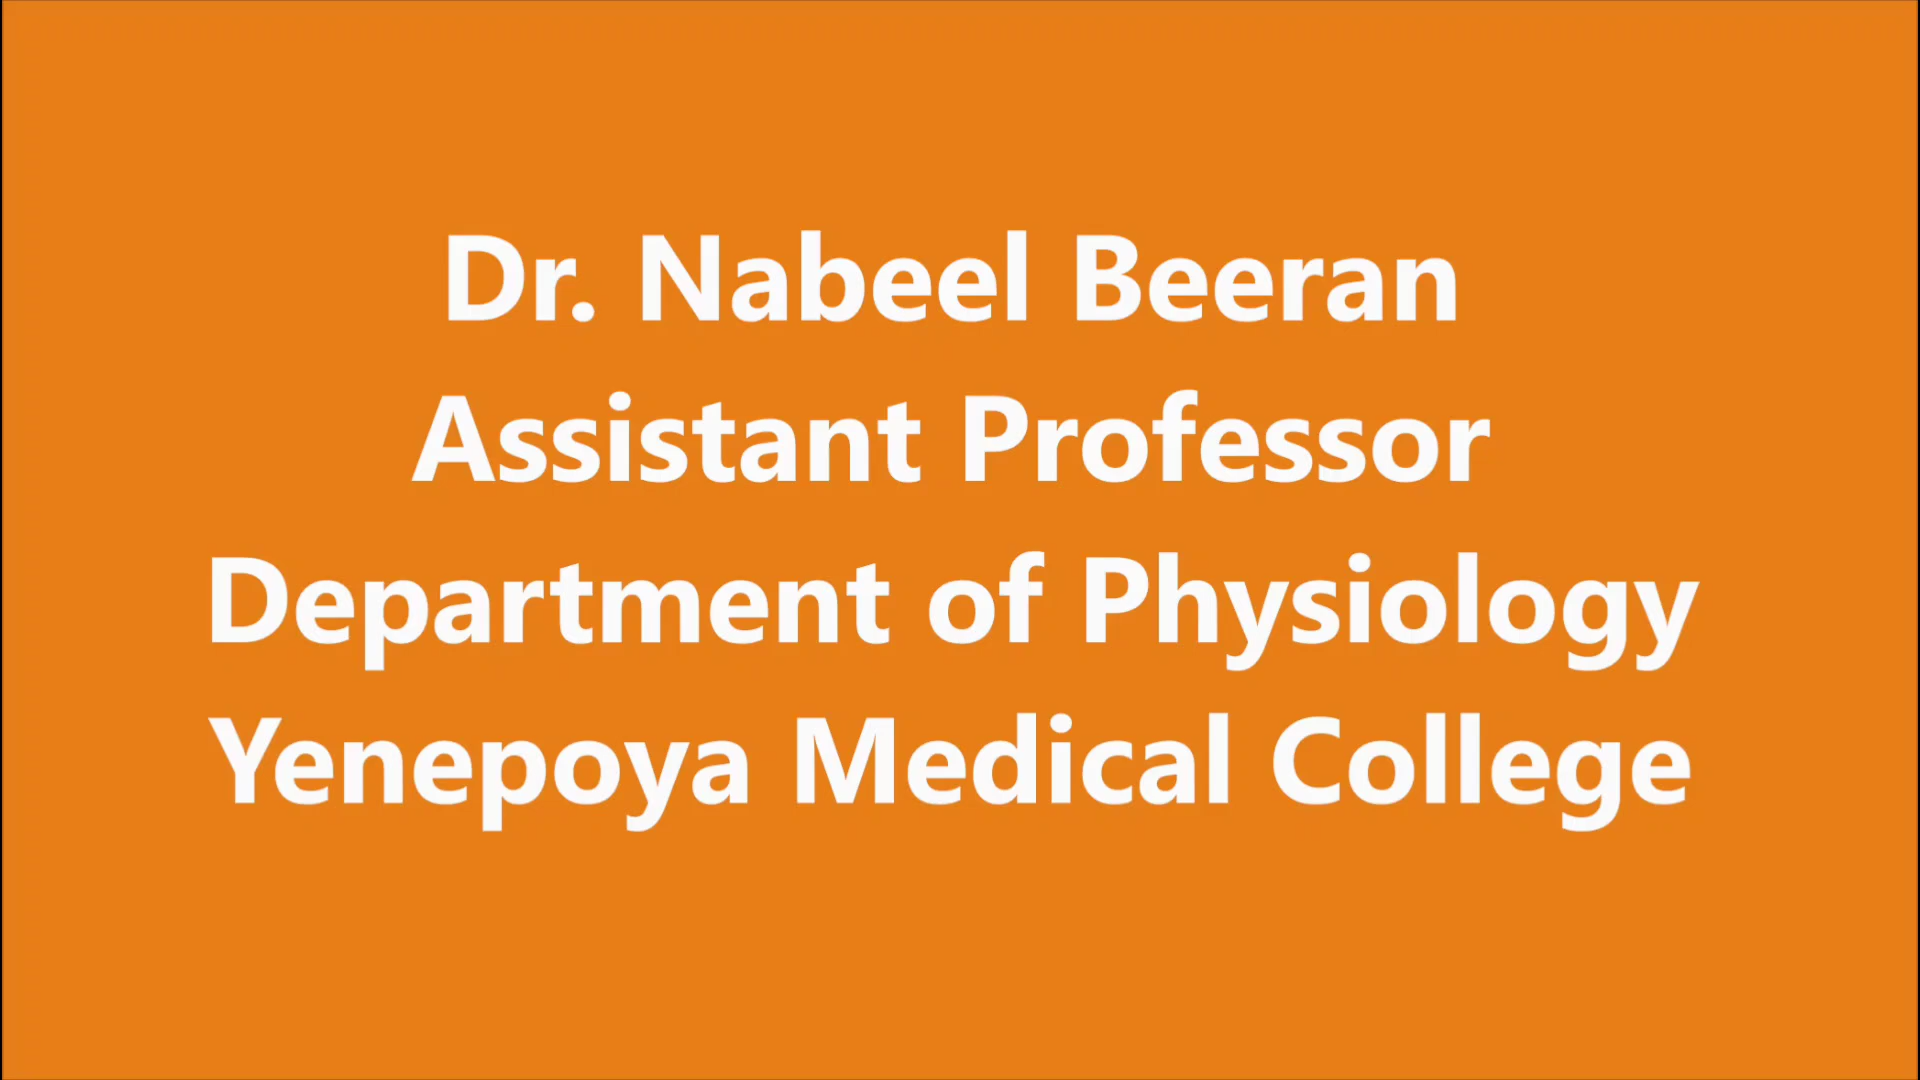 Dr. Nabeel Beeran
Assistant Professor
Department of Physiology
Yenepoya Medical College